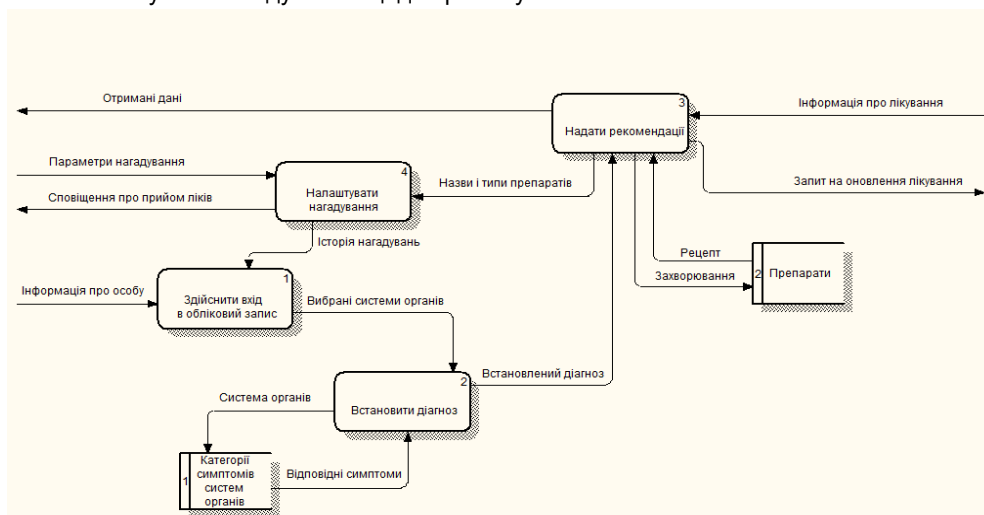 Отримані дані
3
Інформація про лікування
Надати рекомендації
Параметри нагадування
4
Назви і типи препаратів
Запит на оновлення лікування
Налаштувати
нагадування
Сповіщення про прийом ліків
Історія нагадувань
Рецепт
2
Препарати
Захворювання
1
Інформація про особу
Здійснити вхід
в обліковий запис
Вибрані системи органів
Встановлений діагноз
2
Система органів
Встановити діагноз
1
Категорії
симптомів
систем
органів
Відповідні симптоми